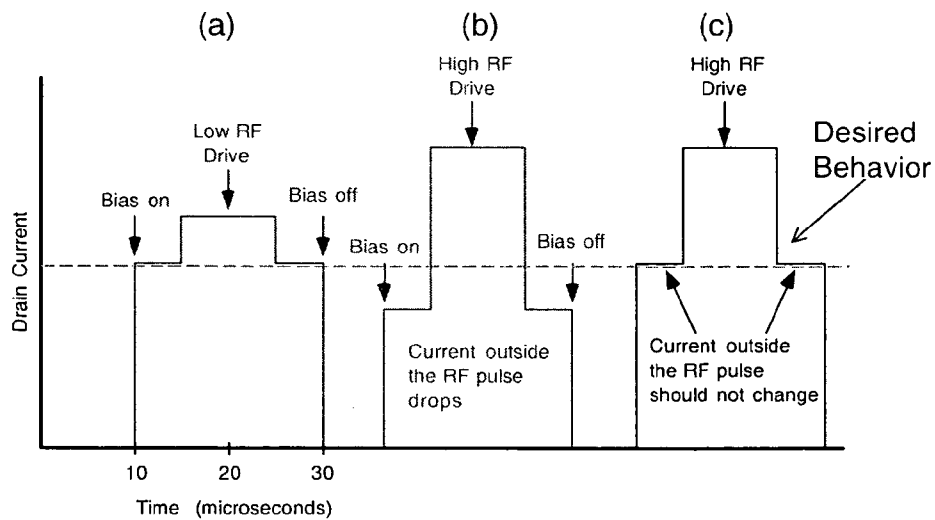 (a)
(b)
(c)
High RF
Drive
High RF
Drive
Low RF
Drive
Desired
Behavior
Bias on
Bias off
Bias on
Bias off
Drain Current
Current outside
the RF pulse
drops
Current outside
the RF pulse
should not change
10
20
30
Time (microseconds)